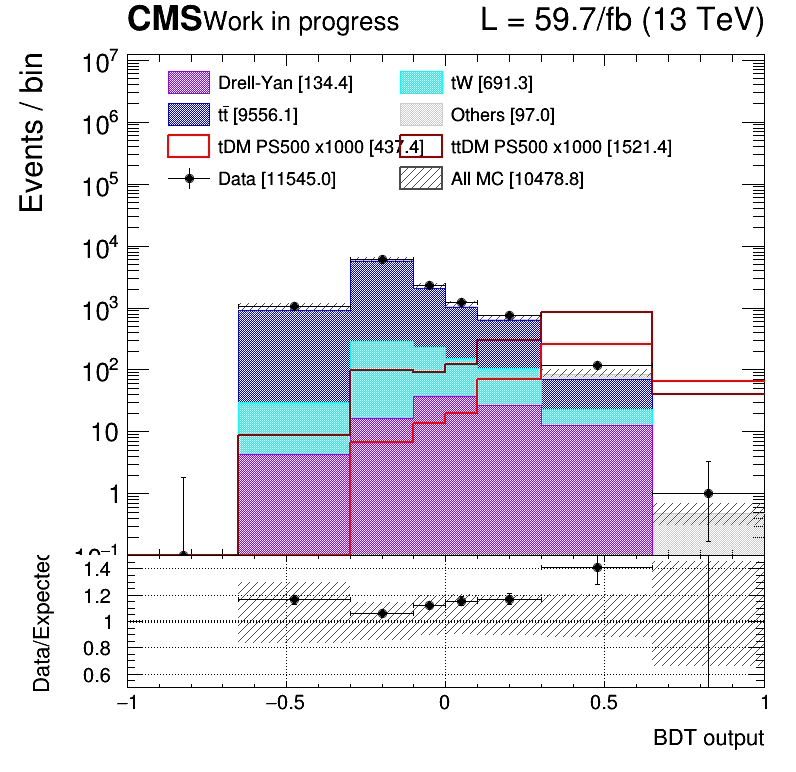 CMS Work in progress L = 59.7/fb (13 TeV)
Events / bin
10⁷
10⁶
10⁵
10⁴
10³
10²
10
1
10⁻¹
Drell-Yan [134.4] tW [691.3]
tt̄ [9556.1] Others [97.0]
tDM PS500 x1000 [437.4] ttDM PS500 x1000 [1521.4]
Data [11545.0] All MC [10478.8]
Data/Expected
1.4
1.2
1
0.8
0.6
−1 −0.5 0 0.5 1
BDT output